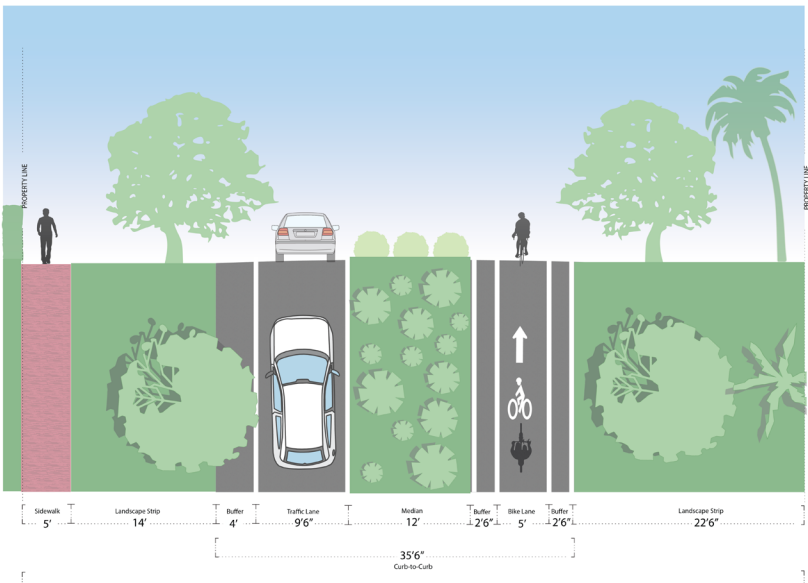 PROPERTY LINE
PROPERTY LINE
Sidewalk
5'
Landscape Strip
14'
Buffer
4'
Traffic Lane
9'6"
Median
12'
Buffer
2'6"
Bike Lane
5'
Buffer
2'6"
Landscape Strip
22'6"
35'6"
Curb-to-Curb